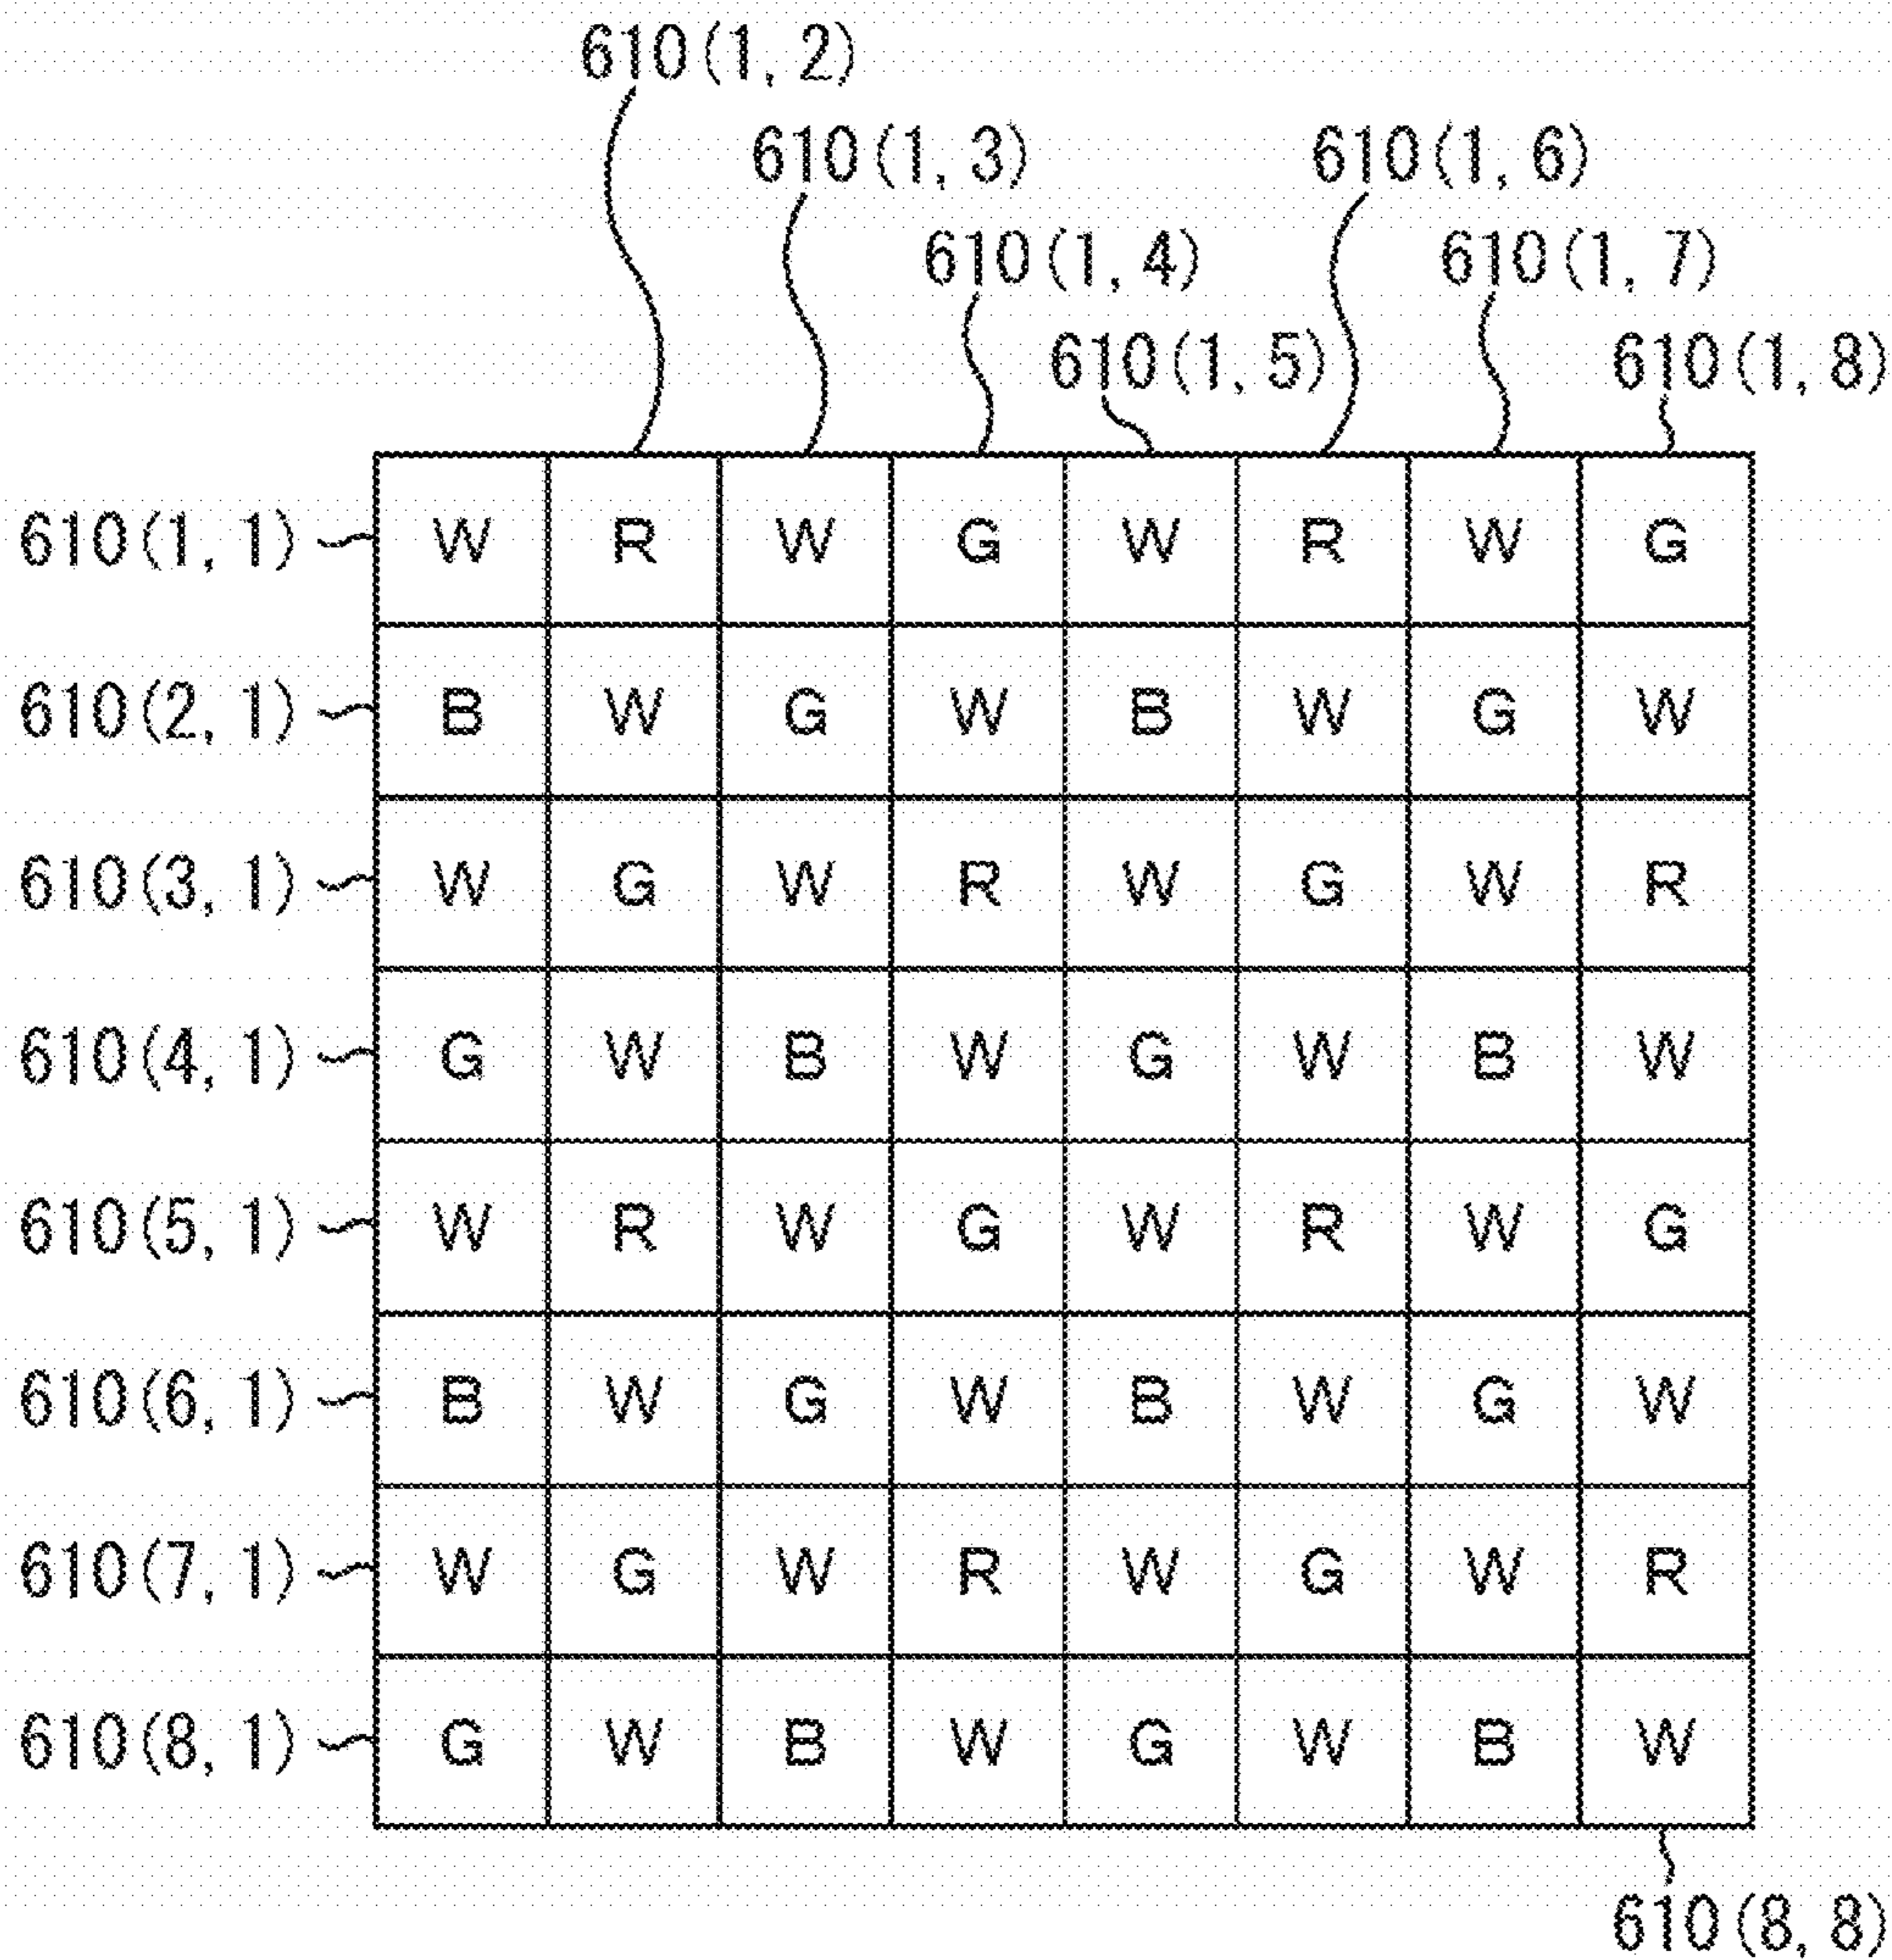 610(1, 2)
610(1, 3) 610(1, 6)
610(1, 4) 610(1, 7)
610(1, 5) 610(1, 8)
610(1, 1) W R W G W R W G
610(2, 1) B W G W B W G W
610(3, 1) W G W R W G W R
610(4, 1) G W B W G W B W
610(5, 1) W R W G W R W G
610(6, 1) B W G W B W G W
610(7, 1) W G W R W G W R
610(8, 1) G W B W G W B W
610(8, 8)